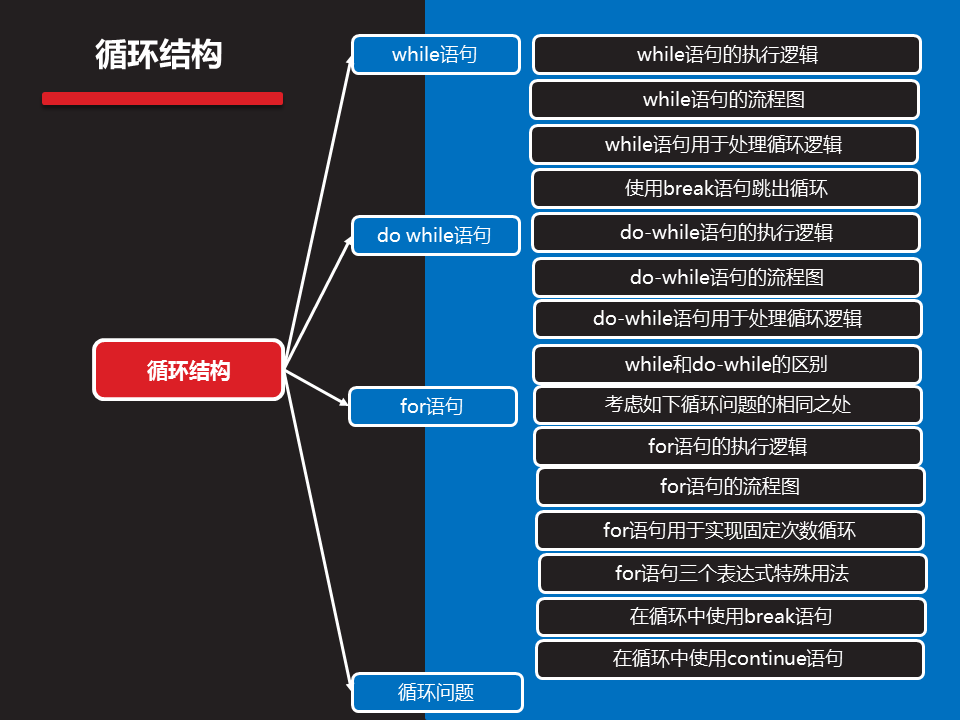 循环结构
while语句
while语句的执行逻辑
while语句的流程图
while语句用于处理循环逻辑
使用break语句跳出循环
do while语句
do-while语句的执行逻辑
do-while语句的流程图
do-while语句用于处理循环逻辑
while和do-while的区别
循环结构
for语句
考虑如下循环问题的相同之处
for语句的执行逻辑
for语句的流程图
for语句用于实现固定次数循环
for语句三个表达式特殊用法
在循环中使用break语句
在循环中使用continue语句
循环问题